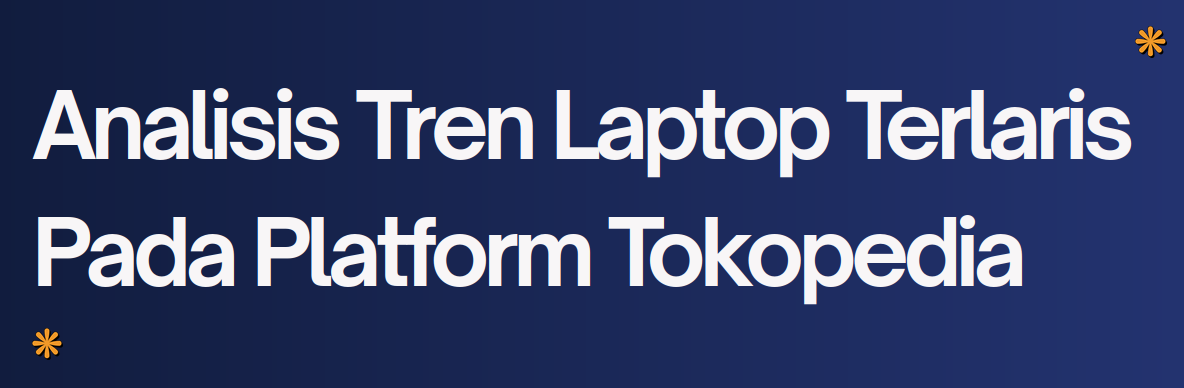 Analisis Tren Laptop Terlaris
Pada Platform Tokopedia